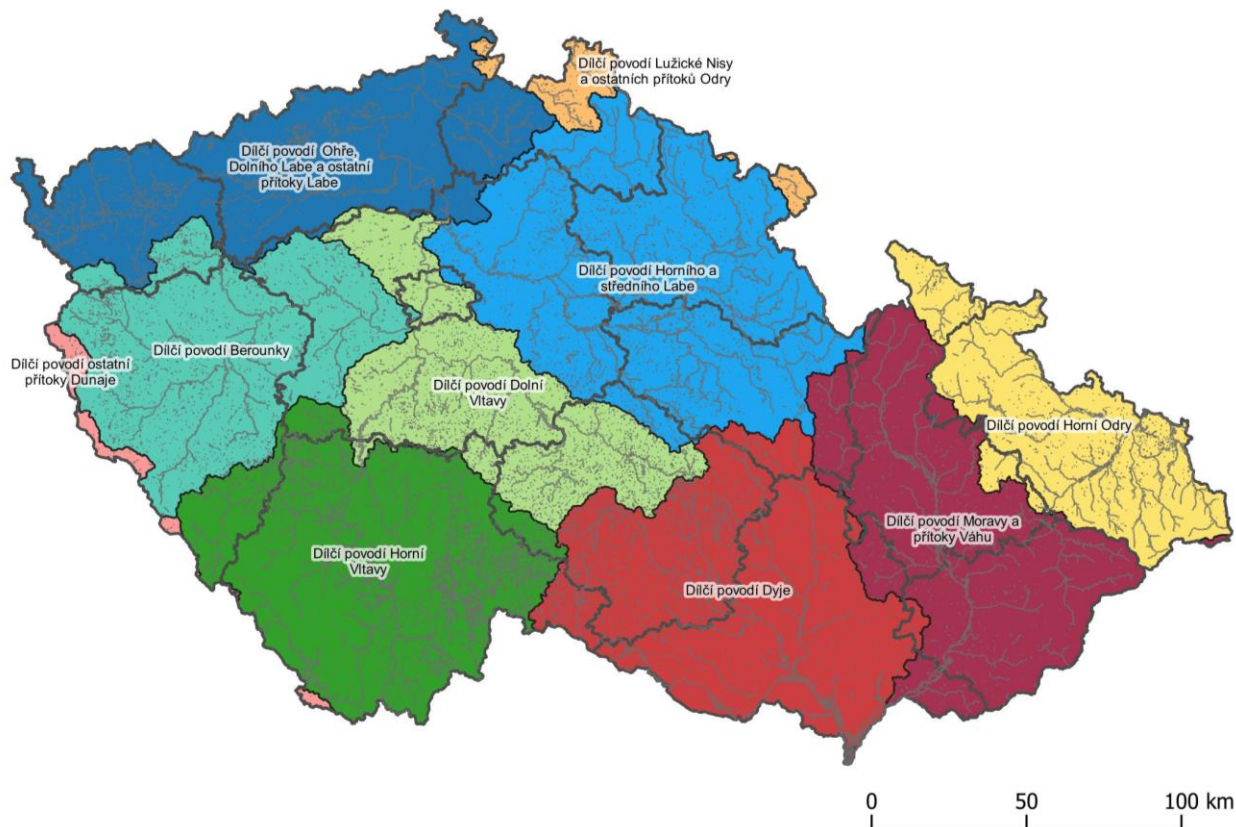 Dílčí povodí Lužické Nisy
a ostatních přítoků Odry
Dílčí povodí Ohře,
Dolního Labe a ostatní
přítoky Labe
Dílčí povodí Horního a
středního Labe
Dílčí povodí ostatní
přítoky Dunaje
Dílčí povodí Berounky
Dílčí povodí Dolní
Vltavy
Dílčí povodí Horní Odry
Dílčí povodí Moravy a
přítoky Váhu
Dílčí povodí Horní
Vltavy
Dílčí povodí Dyje
0 50 100 km